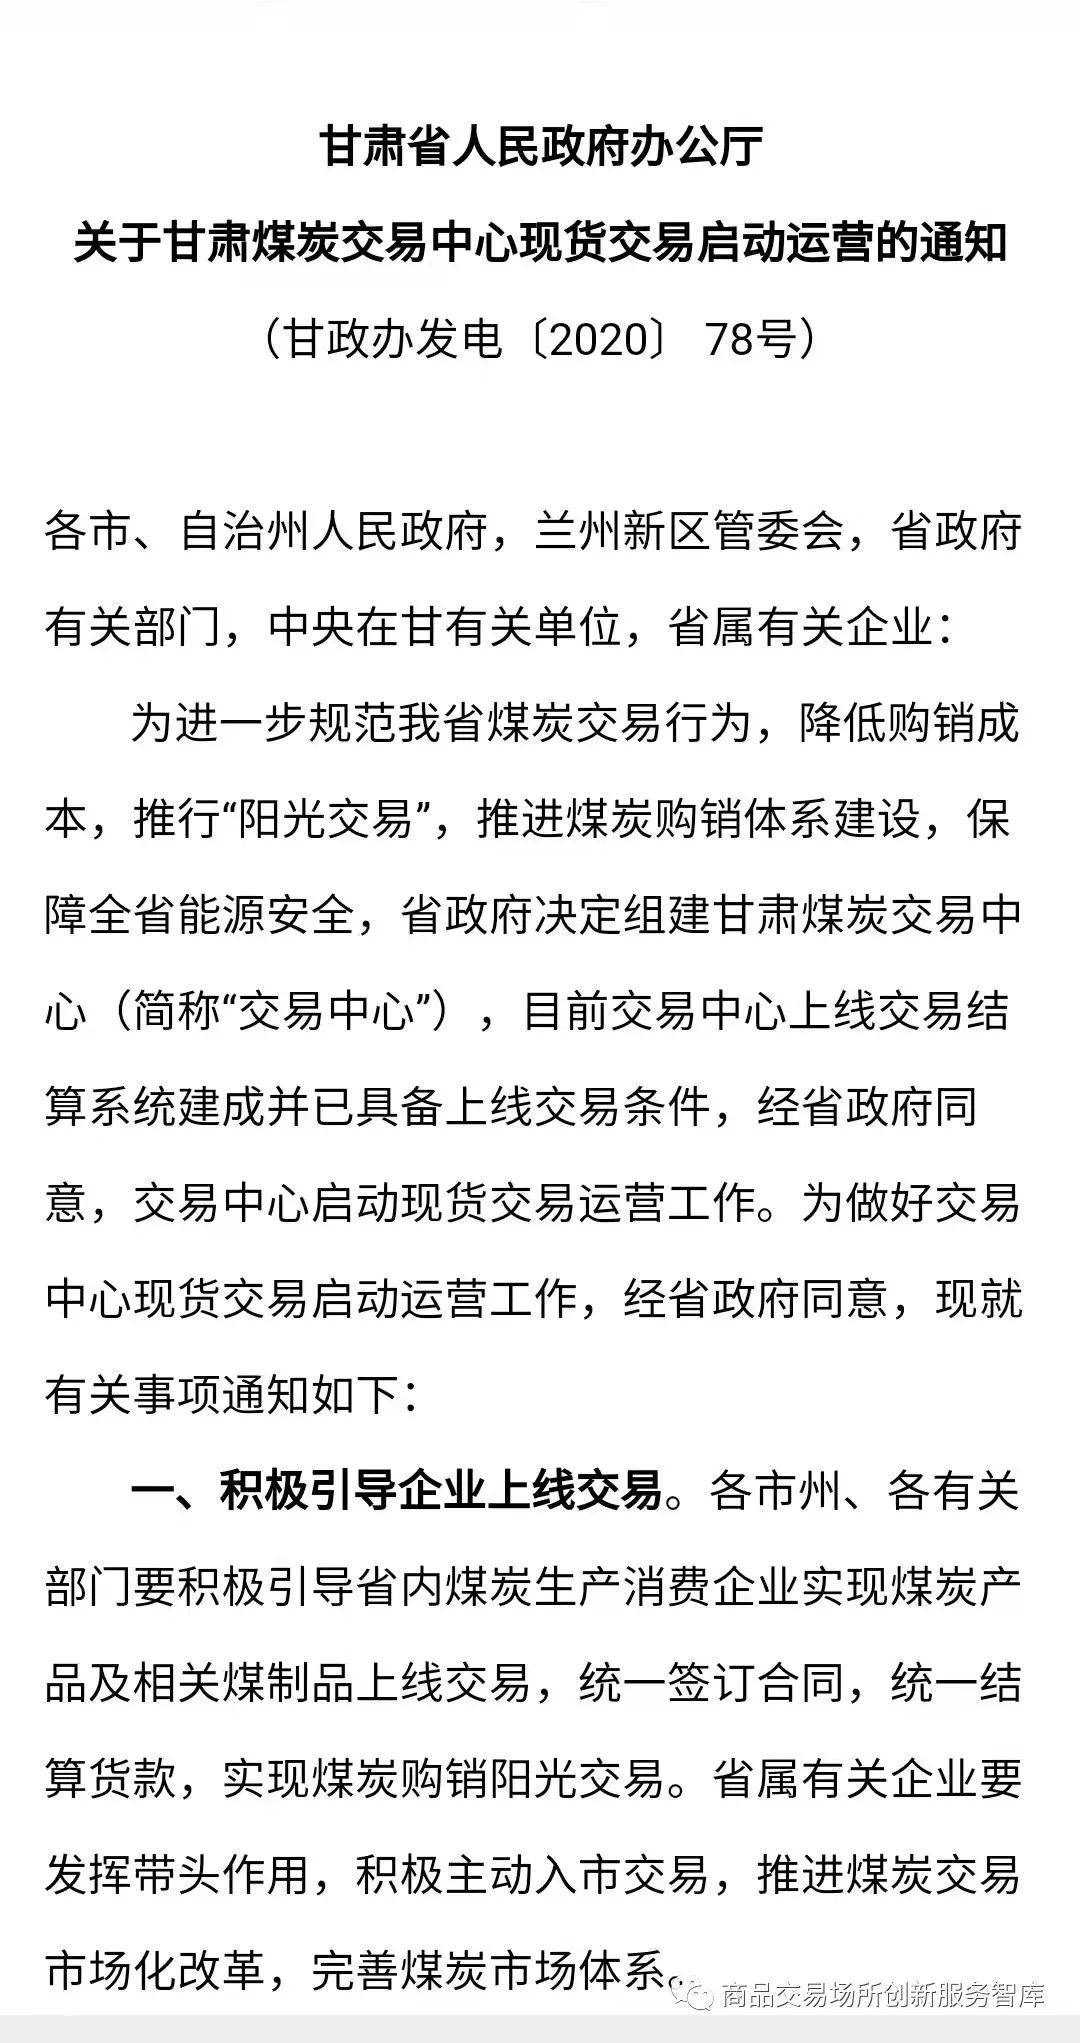 甘肃省人民政府办公厅
关于甘肃煤炭交易中心现货交易启动运营的通知
（甘政办发电〔2020〕 78号）
各市、自治州人民政府，兰州新区管委会，省政府
有关部门，中央在甘有关单位，省属有关企业：
为进一步规范我省煤炭交易行为，降低购销成
本，推行“阳光交易”，推进煤炭购销体系建设，保
障全省能源安全，省政府决定组建甘肃煤炭交易中
心（简称“交易中心”），目前交易中心上线交易结
算系统建成并已具备上线交易条件，经省政府同
意，交易中心启动现货交易运营工作。为做好交易
中心现货交易启动运营工作，经省政府同意，现就
有关事项通知如下：
一、积极引导企业上线交易。各市州、各有关
部门要积极引导省内煤炭生产消费企业实现煤炭产
品及相关煤制品上线交易，统一签订合同，统一结
算货款，实现煤炭购销阳光交易。省属有关企业要
发挥带头作用，积极主动入市交易，推进煤炭交易
市场化改革，完善煤炭市场体系。
商品交易场所创新服务智库